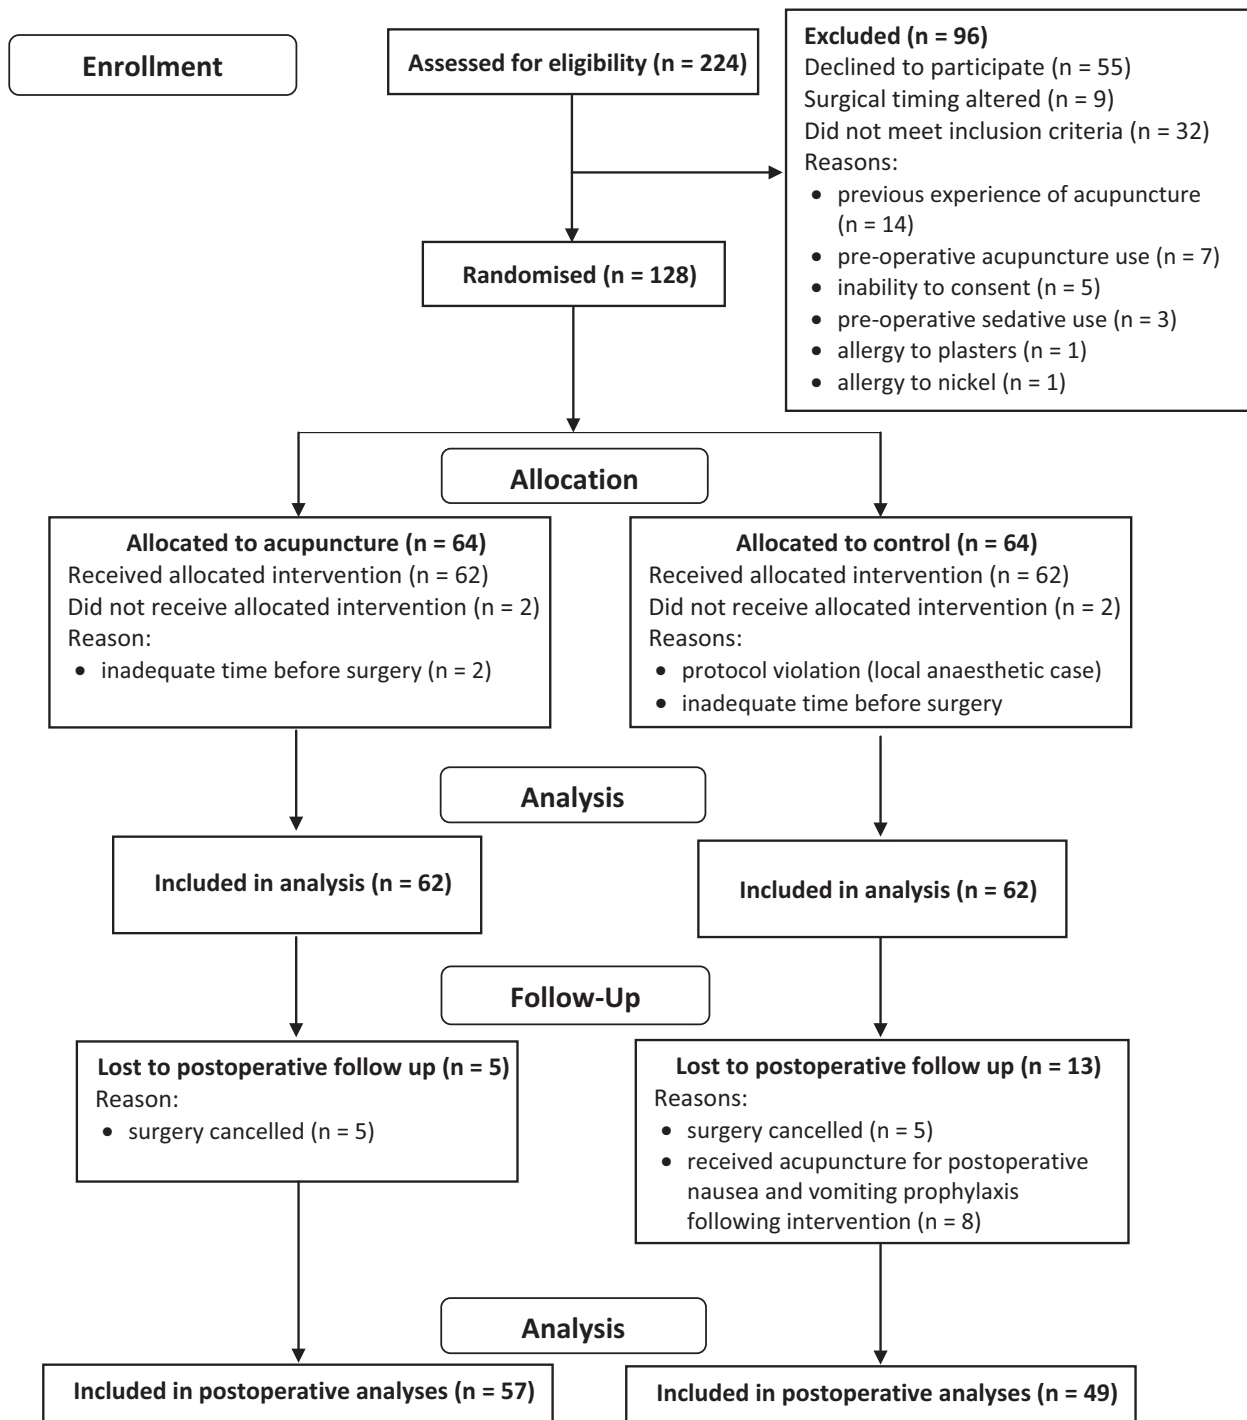 Enrollment
Assessed for eligibility (n = 224)
Excluded (n = 96)
Declined to participate (n = 55)
Surgical timing altered (n = 9)
Did not meet inclusion criteria (n = 32)
Reasons:
• previous experience of acupuncture
(n = 14)
• pre-operative acupuncture use (n = 7)
• inability to consent (n = 5)
• pre-operative sedative use (n = 3)
• allergy to plasters (n = 1)
• allergy to nickel (n = 1)
Randomised (n = 128)
Allocation
Allocated to acupuncture (n = 64)
Received allocated intervention (n = 62)
Did not receive allocated intervention (n = 2)
Reason:
• inadequate time before surgery (n = 2)
Allocated to control (n = 64)
Received allocated intervention (n = 62)
Did not receive allocated intervention (n = 2)
Reasons:
• protocol violation (local anaesthetic case)
• inadequate time before surgery
Analysis
Included in analysis (n = 62)
Included in analysis (n = 62)
Follow-Up
Lost to postoperative follow up (n = 5)
Reason:
• surgery cancelled (n = 5)
Lost to postoperative follow up (n = 13)
Reasons:
• surgery cancelled (n = 5)
• received acupuncture for postoperative
nausea and vomiting prophylaxis
following intervention (n = 8)
Analysis
Included in postoperative analyses (n = 57)
Included in postoperative analyses (n = 49)